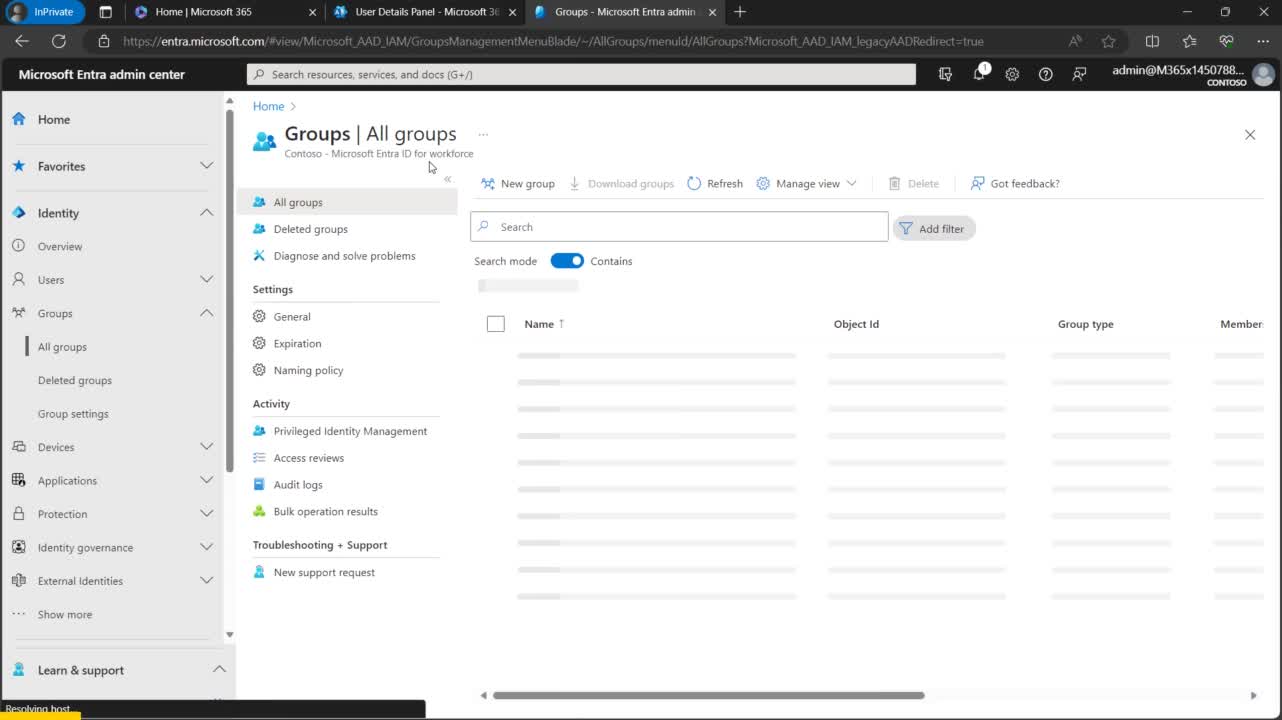 InPrivate
Home | Microsoft 365
User Details Panel - Microsoft 36
Groups - Microsoft Entra admin
https://entra.microsoft.com/#view/Microsoft_AAD_IAM/GroupsManagementMenuBlade/~/AllGroups/menuId/AllGroups?Microsoft_AAD_IAM_legacyAADRedirect=true
Microsoft Entra admin center
Search resources, services, and docs (G+/)
1
admin@M365x1450788...
CONTOSO
Home
Favorites
Identity
Overview
Users
Groups
All groups
Deleted groups
Group settings
Devices
Applications
Protection
Identity governance
External Identities
Show more
Learn & support
Resolving host...
Home
Groups | All groups
Contoso - Microsoft Entra ID for workforce
All groups
Deleted groups
Diagnose and solve problems
Settings
General
Expiration
Naming policy
Activity
Privileged Identity Management
Access reviews
Audit logs
Bulk operation results
Troubleshooting + Support
New support request
New group
Download groups
Refresh
Manage view
Delete
Got feedback?
Search
Add filter
Search mode
Contains
Name
Object Id
Group type
Members